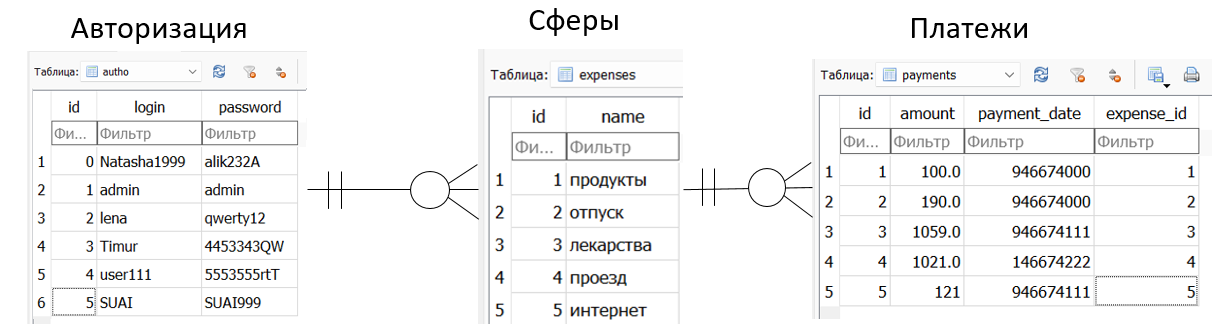 Авторизация
Таблица: autho
id login password
Фи... Фильтр Фильтр
1 0 Natasha1999 alik232A
2 1 admin admin
3 2 lena qwerty12
4 3 Timur 4453343QW
5 4 user111 5553555rtT
6 5 SUAI SUAI999
Сферы
Таблица: expenses
id name
Фи... Фильтр
1 1 продукты
2 2 отпуск
3 3 лекарства
4 4 проезд
5 5 интернет
Платежи
Таблица: payments
id amount payment_date expense_id
Фи... Фильтр Фильтр Фильтр
1 1 100.0 946674000 1
2 2 190.0 946674000 2
3 3 1059.0 946674111 3
4 4 1021.0 146674222 4
5 5 121 946674111 5